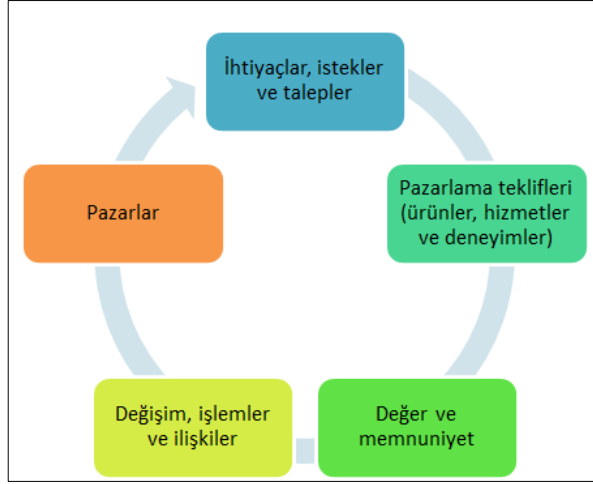 İhtiyaçlar, istekler
ve talepler
Pazarlama teklifleri
(ürünler, hizmetler
ve deneyimler)
Değer ve
memnuniyet
Değişim, işlemler
ve ilişkiler
Pazarlar